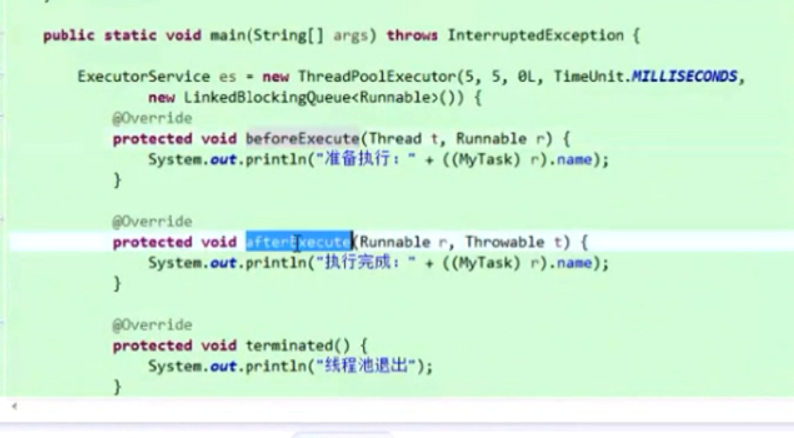 public static void main(String[] args) throws InterruptedException {
ExecutorService es = new ThreadPoolExecutor(5, 5, 0L, TimeUnit.MILLISECONDS,
new LinkedBlockingQueue<Runnable>()) {
@Override
protected void beforeExecute(Thread t, Runnable r) {
System.out.println("准备执行：" + ((MyTask) r).name);
}
@Override
protected void afterExecute(Runnable r, Throwable t) {
System.out.println("执行完成：" + ((MyTask) r).name);
}
@Override
protected void terminated() {
System.out.println("线程池退出");
}